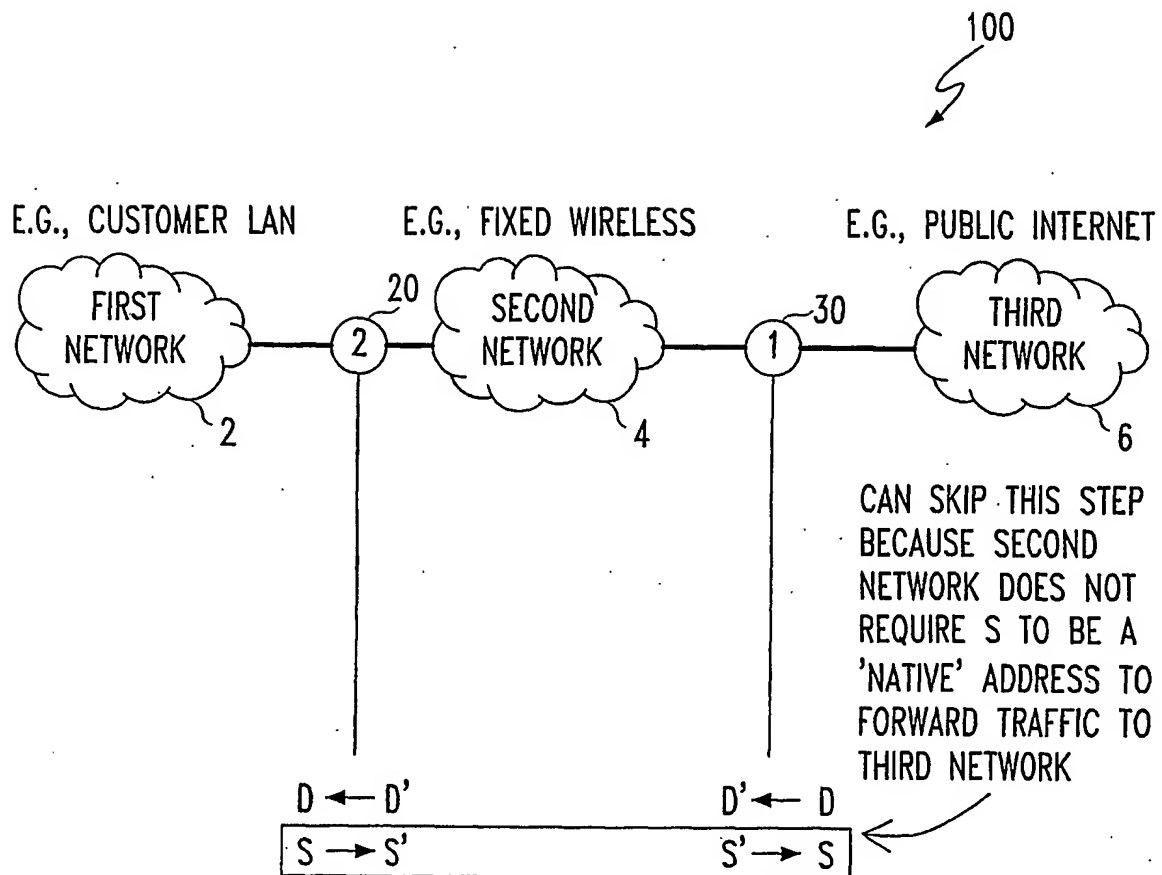 100
E.G., CUSTOMER LAN
E.G., FIXED WIRELESS
E.G., PUBLIC INTERNET
FIRST
NETWORK
2
20
2
SECOND
NETWORK
4
30
1
THIRD
NETWORK
6
CAN SKIP THIS STEP
BECAUSE SECOND
NETWORK DOES NOT
REQUIRE S TO BE A
'NATIVE' ADDRESS TO
FORWARD TRAFFIC TO
THIRD NETWORK
D ← D'
D' ← D
S → S'
S' → S